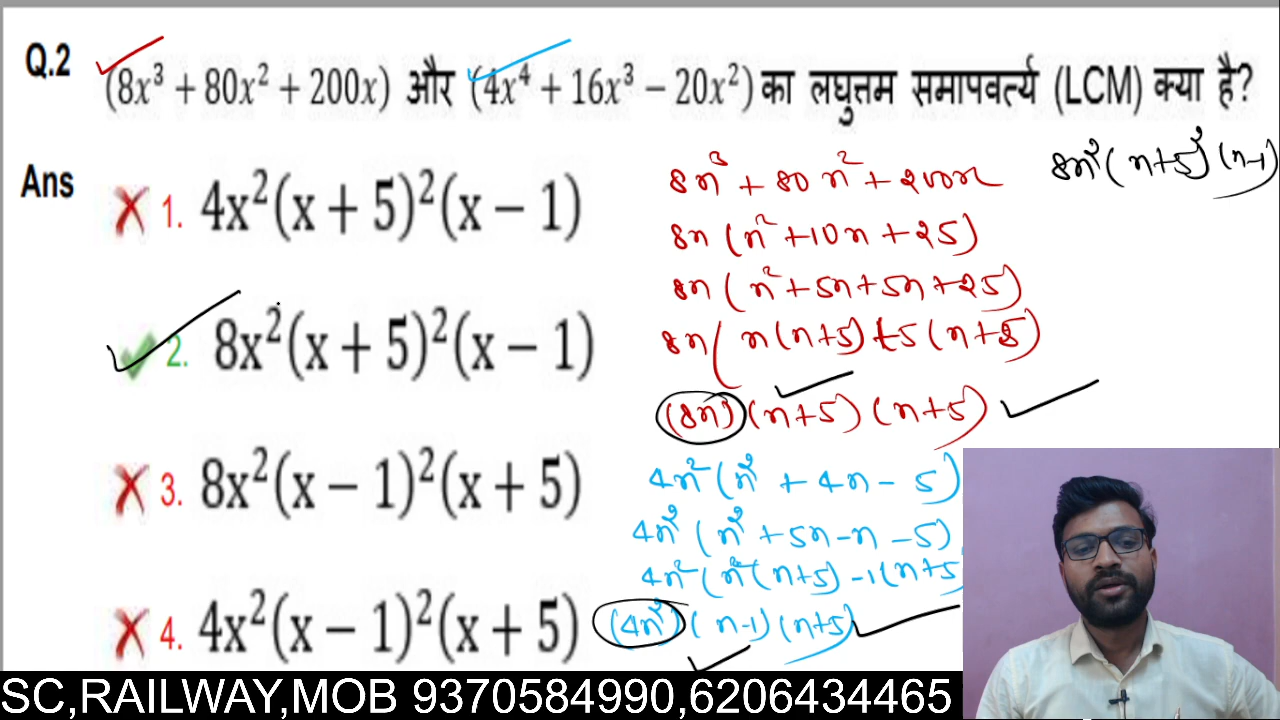 Q.2 (8x³ + 80x² + 200x) और (4x⁴ + 16x³ − 20x²) का लघुत्तम समापवर्त्य (LCM) क्या है?
Ans
1. 4x²(x + 5)²(x − 1)
2. 8x²(x + 5)²(x − 1)
3. 8x²(x − 1)²(x + 5)
4. 4x²(x − 1)²(x + 5)
8x³ + 80x² + 200x
8x (x² + 10x + 25)
8x (x² + 5x + 5x + 25)
8x ( x (x+5) +5 (x+5)
(8x) (x+5) (x+5)
4x² (x² + 4x − 5)
4x² (x² + 5x − x − 5)
4x² (x² (x+5) −1 (x+5
(4x²) (x−1) (x+5)
8x² (x+5)² (x−1)
SC,RAILWAY,MOB 9370584990,6206434465